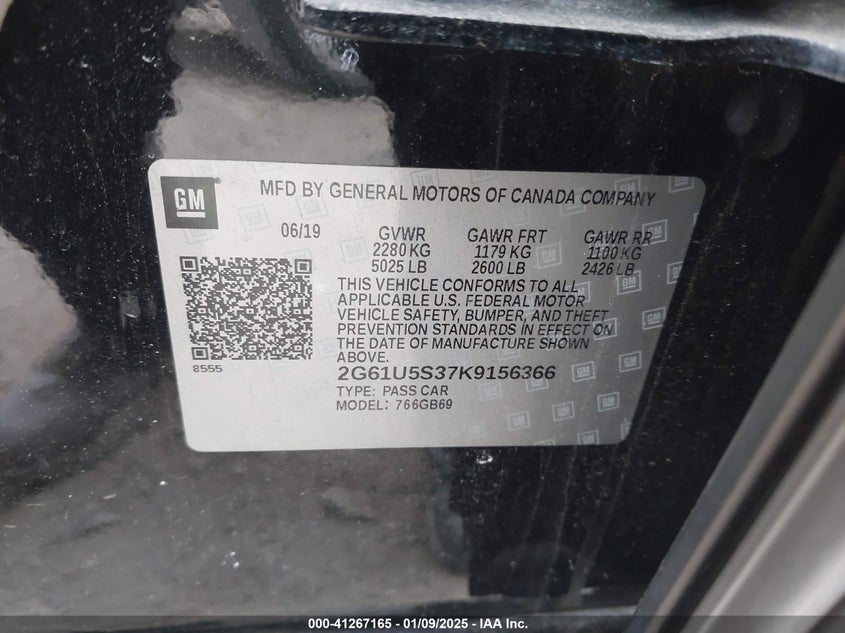 GM
MFD BY GENERAL MOTORS OF CANADA COMPANY
06/19 GVWR GAWR FRT GAWR RR
2280 KG 1179 KG 1100 KG
5025 LB 2600 LB 2426 LB
THIS VEHICLE CONFORMS TO ALL
APPLICABLE U.S. FEDERAL MOTOR
VEHICLE SAFETY, BUMPER, AND THEFT
PREVENTION STANDARDS IN EFFECT ON
THE DATE OF MANUFACTURE SHOWN
ABOVE.
8555
2G61U5S37K9156366
TYPE: PASS CAR
MODEL: 766GB69
000-41267165 | 01/09/2025 | IAA Inc.